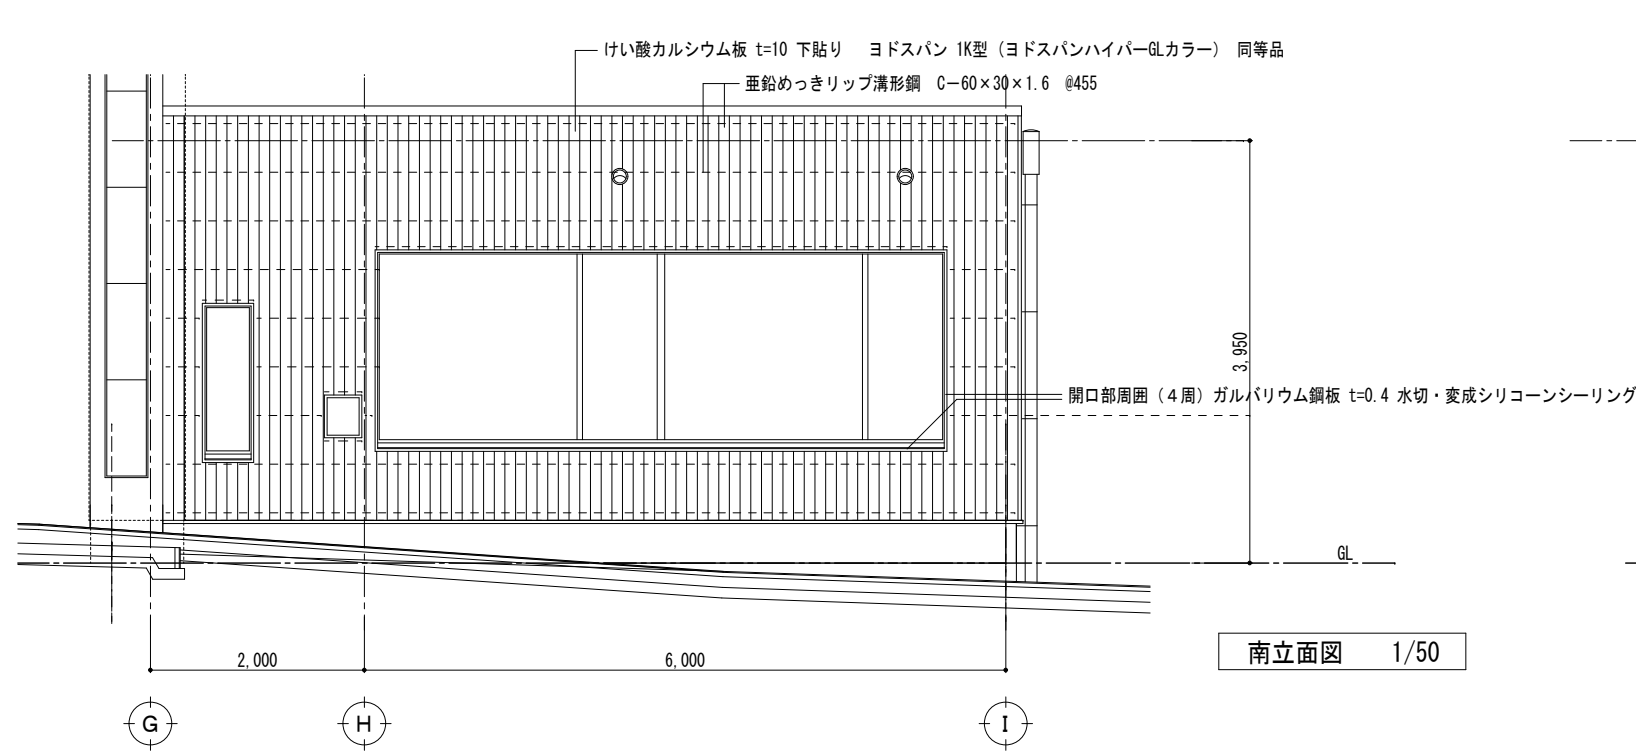 けい酸カルシウム板 t=10 下貼り　ヨドスパン 1K型（ヨドスパンハイパーGLカラー） 同等品
亜鉛めっきリップ溝形鋼　C－60×30×1.6　@455
3,950
開口部周囲（４周）ガルバリウム鋼板 t=0.4 水切・変成シリコーンシーリング
GL
2,000
6,000
南立面図　1/50
G
H
I